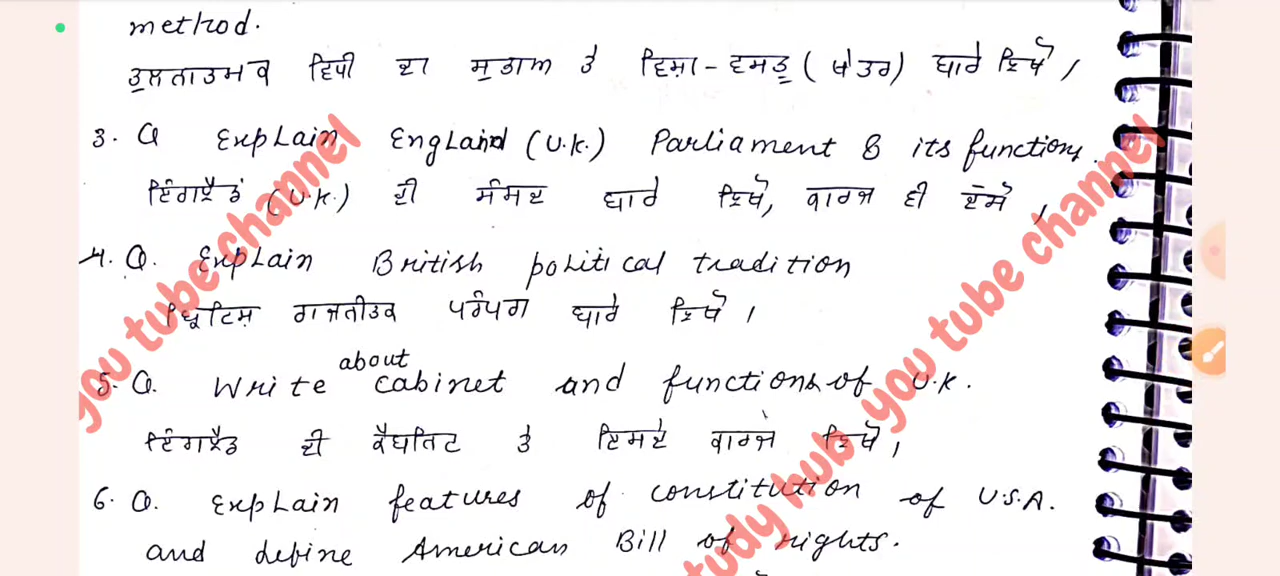 method.
ਤੁਲਨਾਤਮਕ ਵਿਧੀ ਦਾ ਸੁਭਾਅ ਤੇ ਵਿਸ਼ਾ-ਵਸਤੂ (ਖੇਤਰ) ਬਾਰੇ ਲਿਖੋ।
3. Q Explain England (U.K.) Parliament & its functions.
ਇੰਗਲੈਂਡ (U.K.) ਦੀ ਸੰਸਦ ਬਾਰੇ ਲਿਖੋ, ਕਾਰਜ ਵੀ ਦੱਸੋ,
4. Q. Explain British political tradition
ਬ੍ਰਿਟਿਸ਼ ਰਾਜਨੀਤਕ ਪਰੰਪਰਾ ਬਾਰੇ ਲਿਖੋ।
5. Q. Write about cabinet and functions of U.K.
ਇੰਗਲੈਂਡ ਦੀ ਕੈਬਨਿਟ ਤੇ ਇਸਦੇ ਕਾਰਜ ਲਿਖੋ,
6. Q. Explain features of constitution of U.S.A.
and define American Bill of rights.
you tube channel
study hub you tube channel